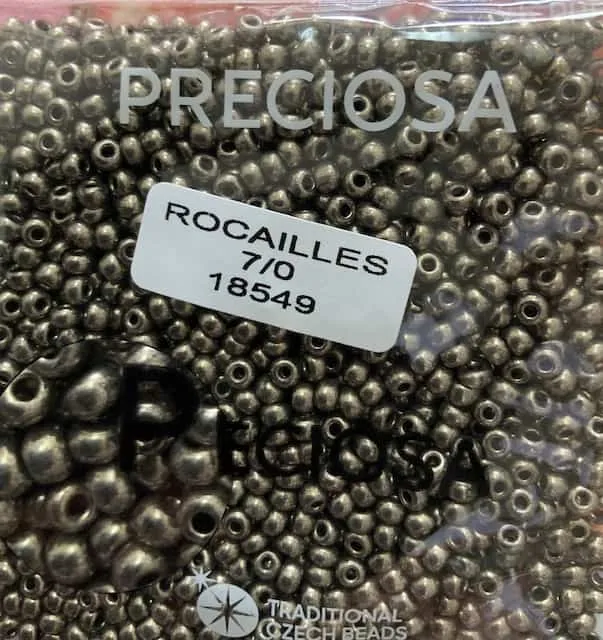 PRECIOSA
ROCAILLES
7/0
18549
PRECIOSA
TRADITIONAL
CZECH BEADS